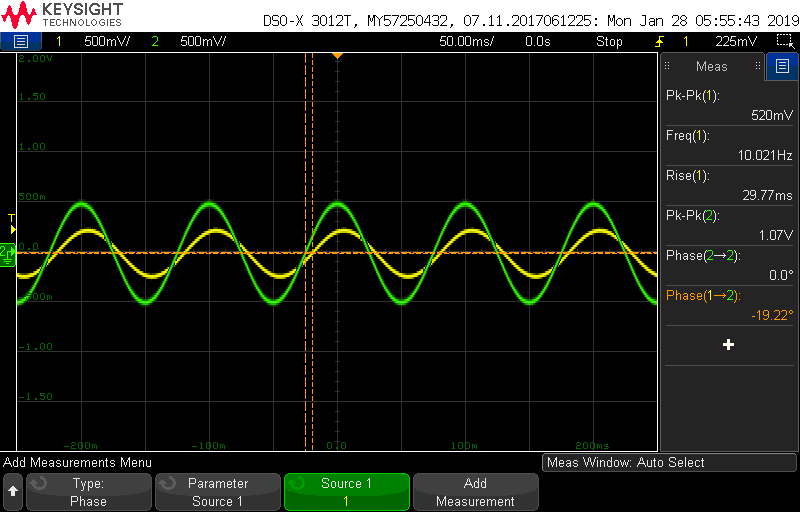 KEYSIGHT
TECHNOLOGIES
DSO-X 3012T, MY57250432, 07.11.2017061225: Mon Jan 28 05:55:43 2019
1 500mV/ 2 500mV/ 50.00ms/ 0.0s Stop 1 225mV
2.00V
1.50
1.00
500m
0.0
-500m
-1.00
-1.50
-200m -100m 0.0 100m 200ms
T
2
Meas
Pk-Pk(1):
520mV
Freq(1):
10.021Hz
Rise(1):
29.77ms
Pk-Pk(2):
1.07V
Phase(2→2):
0.0°
Phase(1→2):
-19.22°
Add Measurements Menu
Meas Window: Auto Select
Type:
Phase
Parameter
Source 1
Source 1
1
Add
Measurement